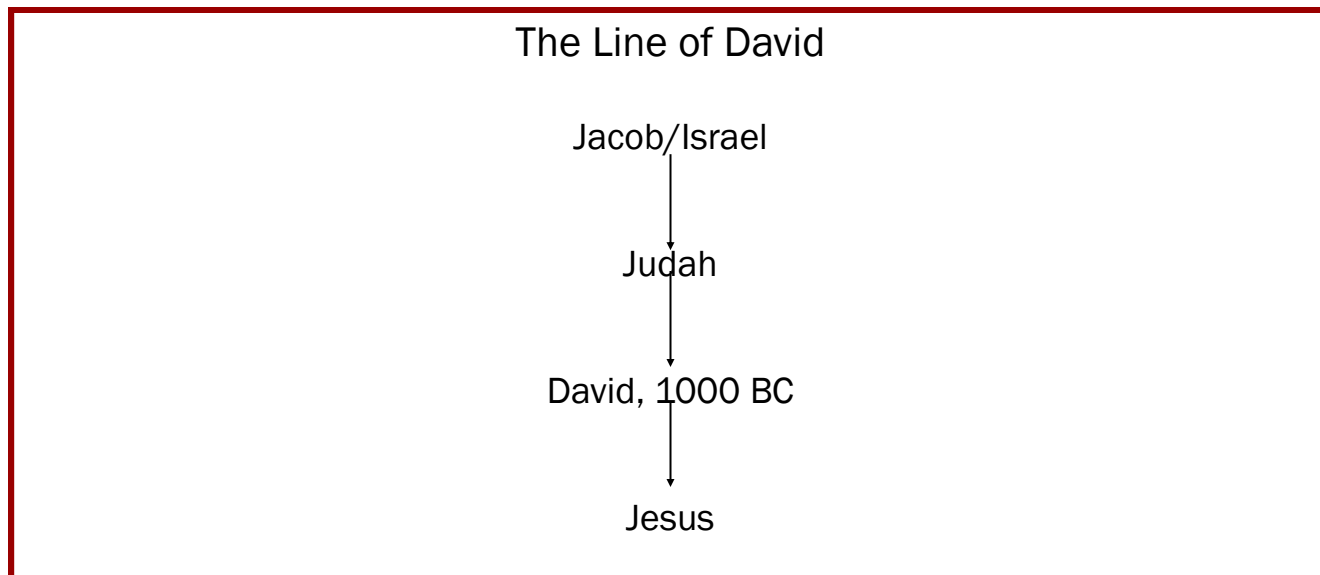 The Line of David
Jacob/Israel
Judah
David, 1000 BC
Jesus